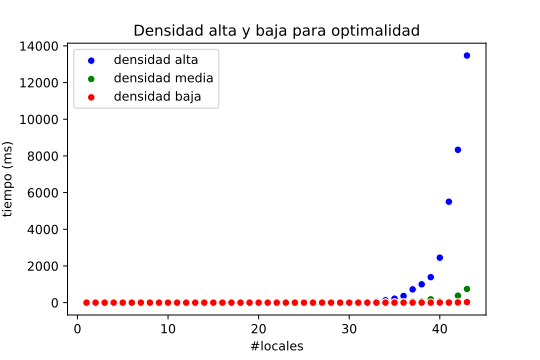 Densidad alta y baja para optimalidad
14000
12000
10000
8000
6000
4000
2000
0
tiempo (ms)
densidad alta
densidad media
densidad baja
0 10 20 30 40
#locales